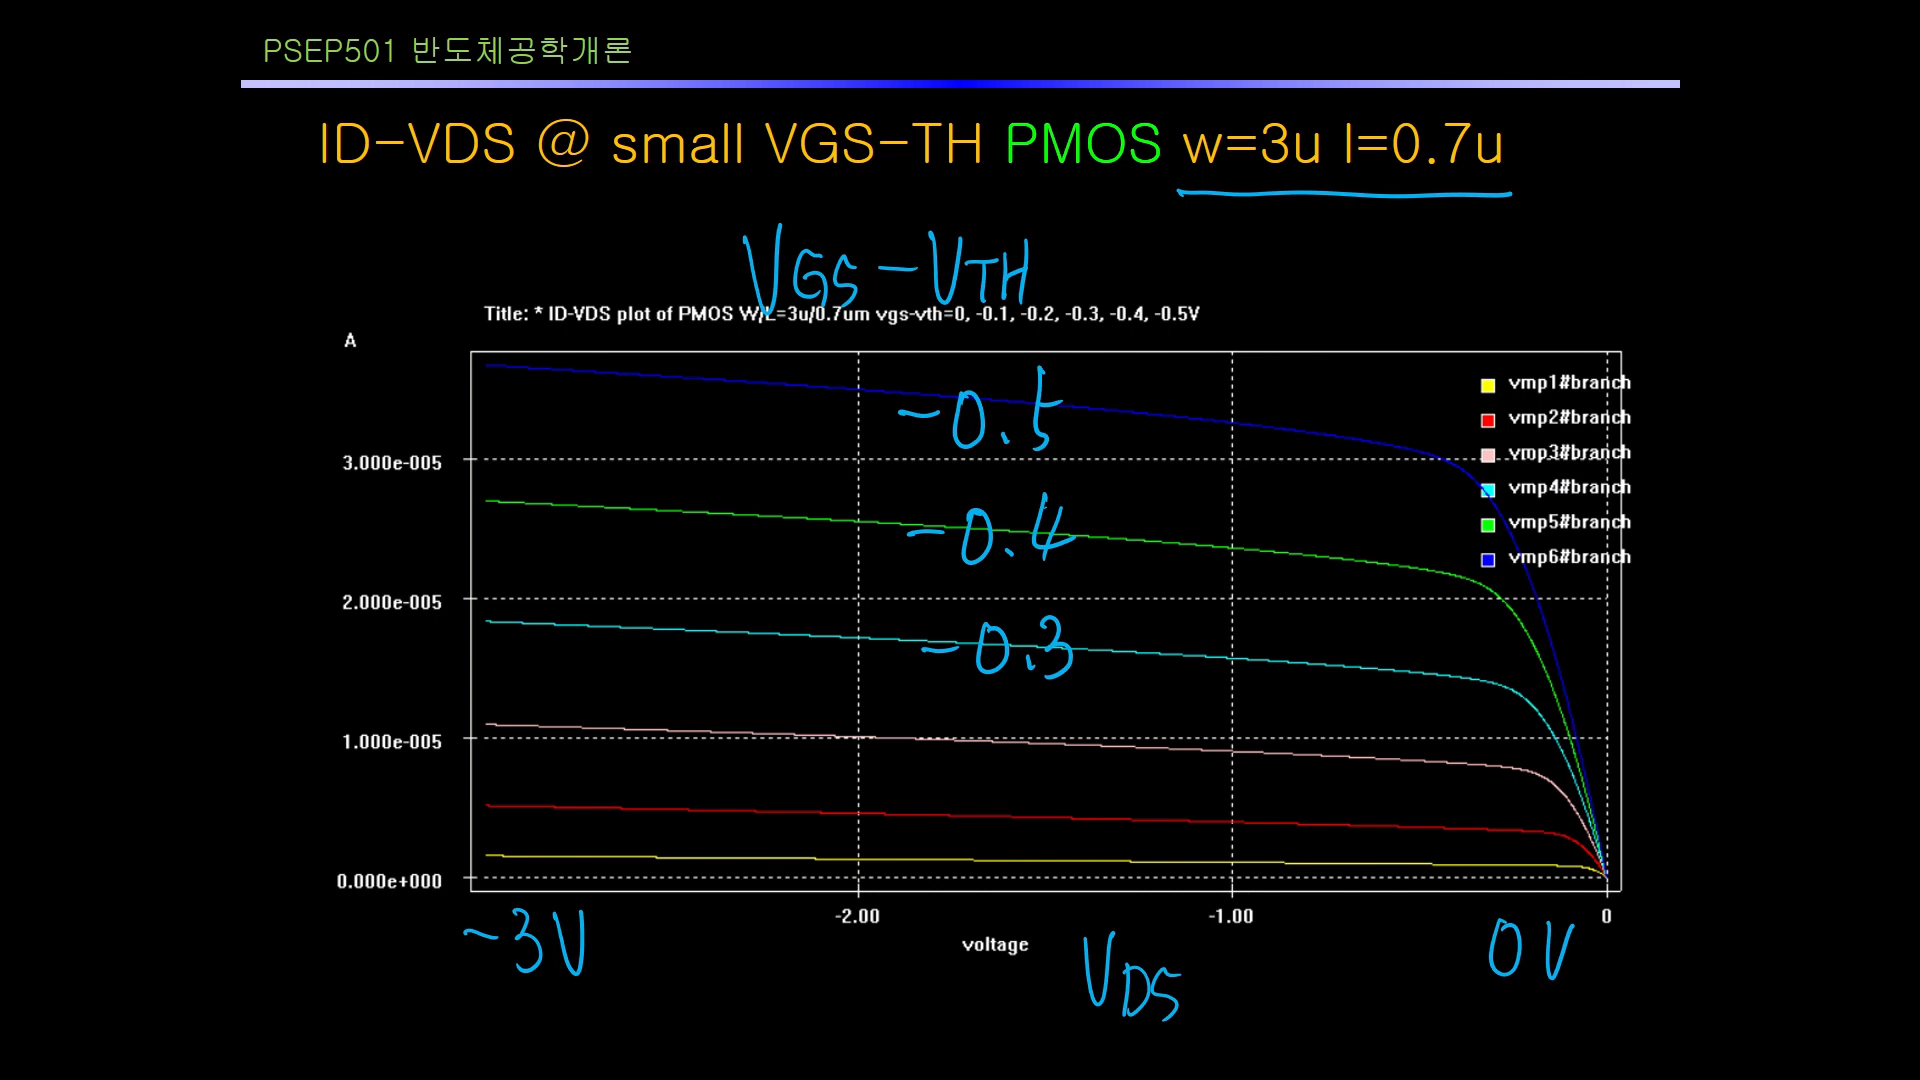 PSEP501 반도체공학개론
ID-VDS @ small VGS-TH PMOS w=3u l=0.7u
VGS-VTH
Title: * ID-VDS plot of PMOS W/L=3u/0.7um vgs-vth=0, -0.1, -0.2, -0.3, -0.4, -0.5V
A
vmp1#branch
-0.5
vmp2#branch
vmp3#branch
3.000e-005
vmp4#branch
-0.4
vmp5#branch
vmp6#branch
2.000e-005
-0.3
1.000e-005
0.000e+000
-2.00 -1.00 0
-3V voltage 0V
VDS